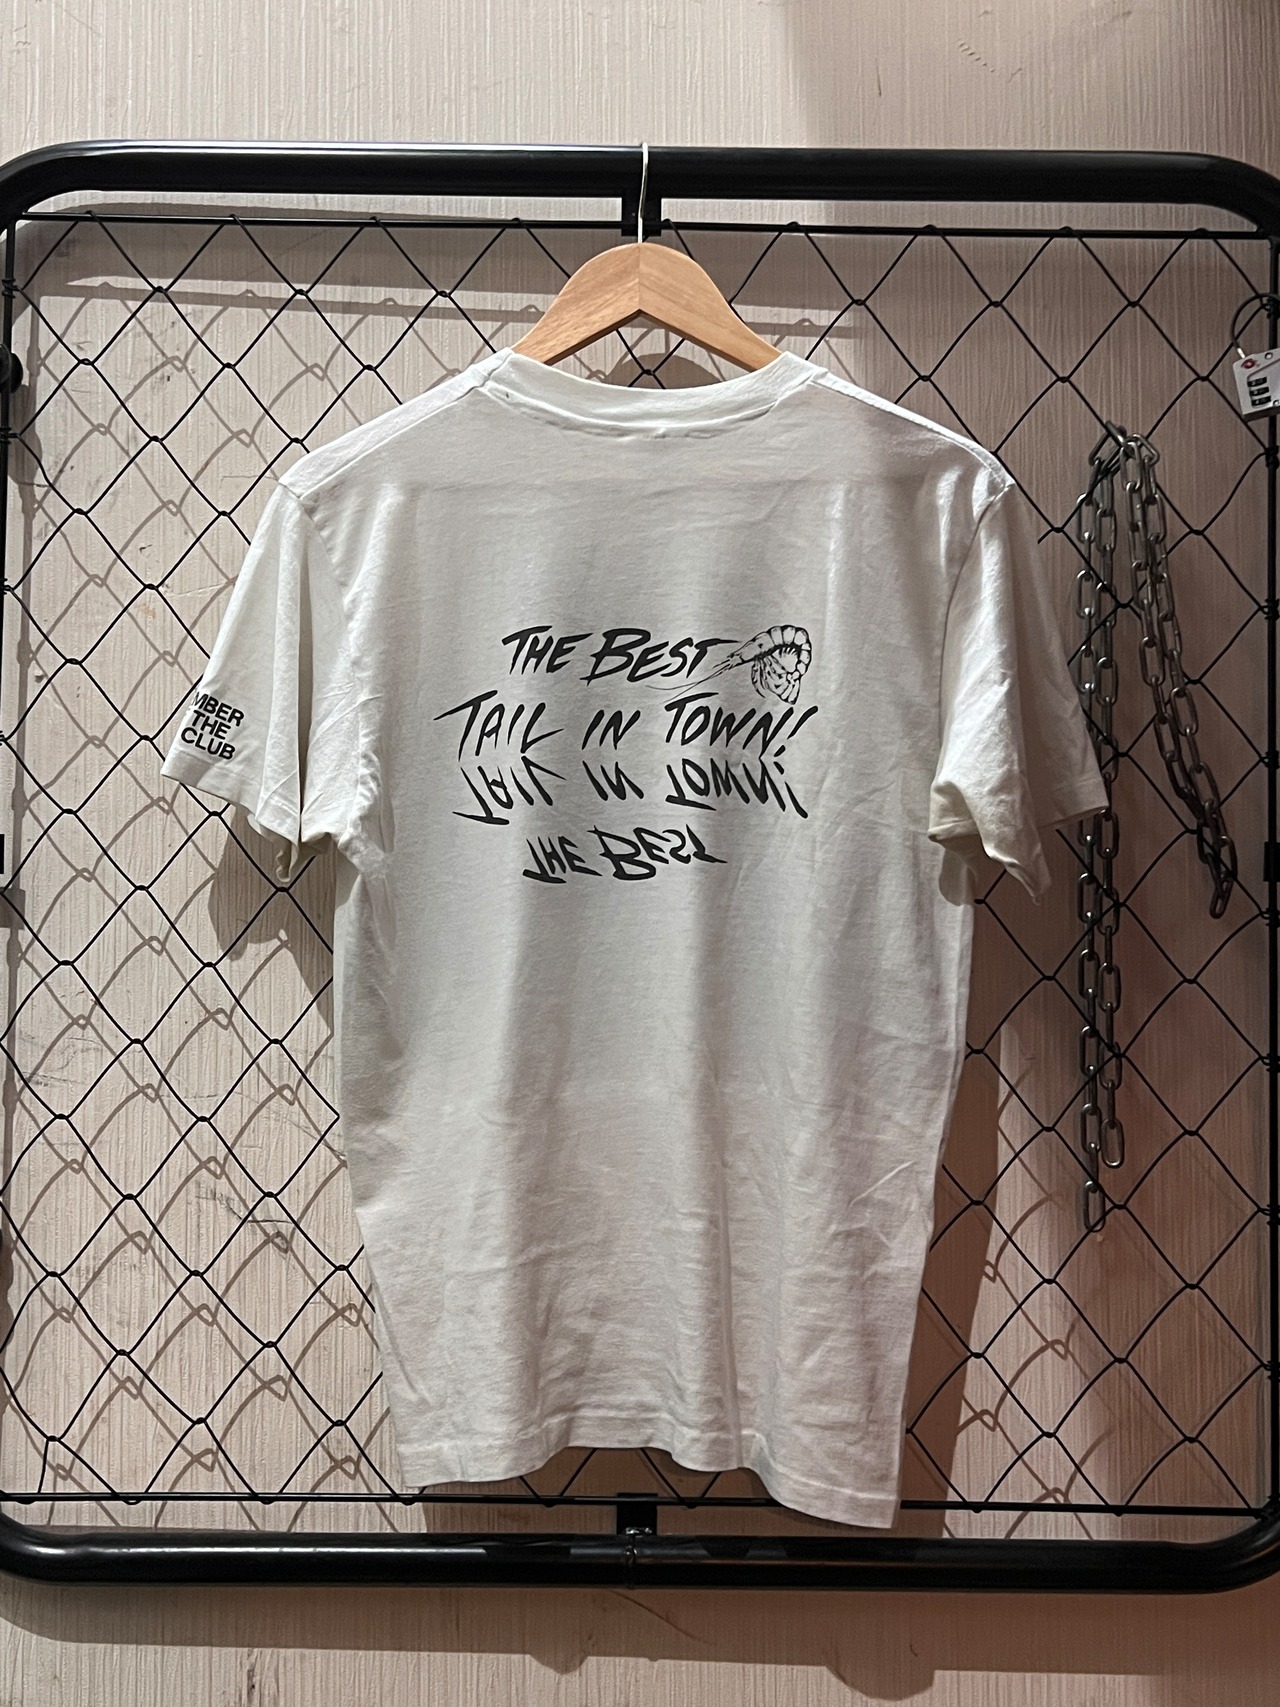 THE BEST
TAIL IN TOWN!
TAIL IN TOWN!
THE BEST
MBER
THE
CLUB